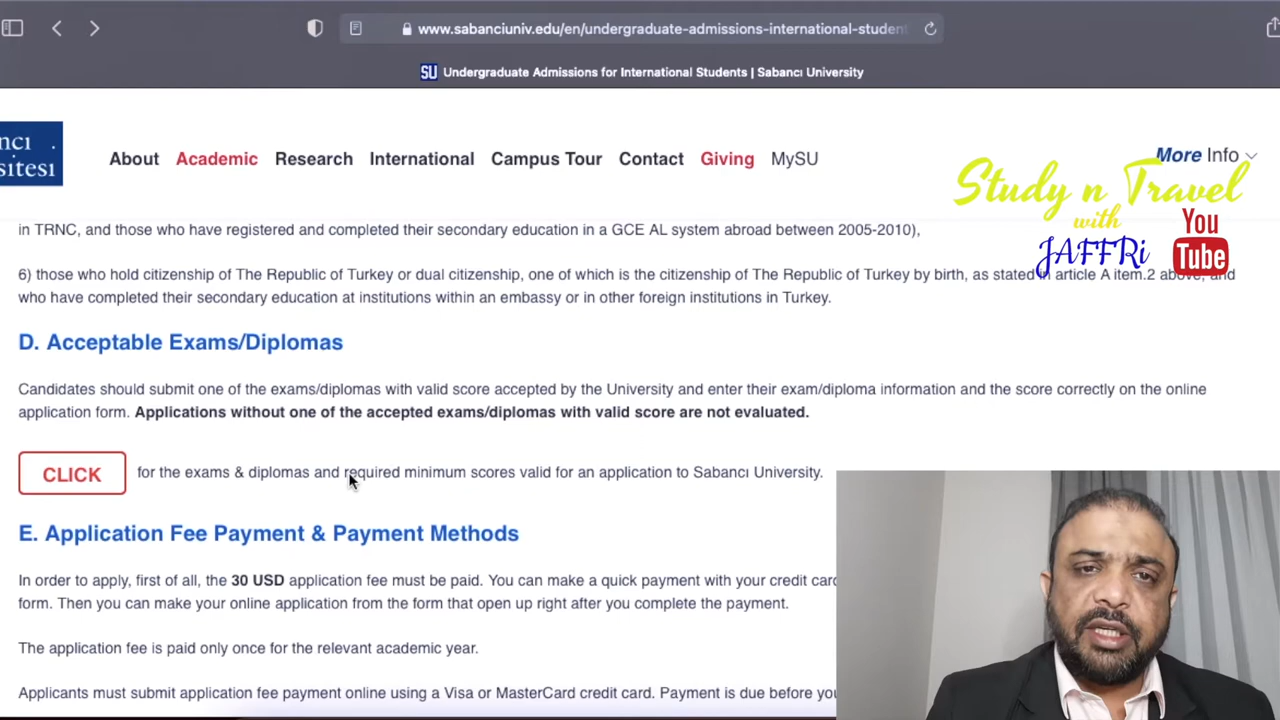 www.sabanciuniv.edu/en/undergraduate-admissions-international-student
SU Undergraduate Admissions for International Students | Sabancı University
ncı
sitesi
About Academic Research International Campus Tour Contact Giving MySU
More Info
Study n Travel
with
JAFFRi
You
Tube
in TRNC, and those who have registered and completed their secondary education in a GCE AL system abroad between 2005-2010),
6) those who hold citizenship of The Republic of Turkey or dual citizenship, one of which is the citizenship of The Republic of Turkey by birth, as stated in article A item.2 above, and
who have completed their secondary education at institutions within an embassy or in other foreign institutions in Turkey.
D. Acceptable Exams/Diplomas
Candidates should submit one of the exams/diplomas with valid score accepted by the University and enter their exam/diploma information and the score correctly on the online
application form. Applications without one of the accepted exams/diplomas with valid score are not evaluated.
CLICK for the exams & diplomas and required minimum scores valid for an application to Sabancı University.
E. Application Fee Payment & Payment Methods
In order to apply, first of all, the 30 USD application fee must be paid. You can make a quick payment with your credit card
form. Then you can make your online application from the form that open up right after you complete the payment.
The application fee is paid only once for the relevant academic year.
Applicants must submit application fee payment online using a Visa or MasterCard credit card. Payment is due before you